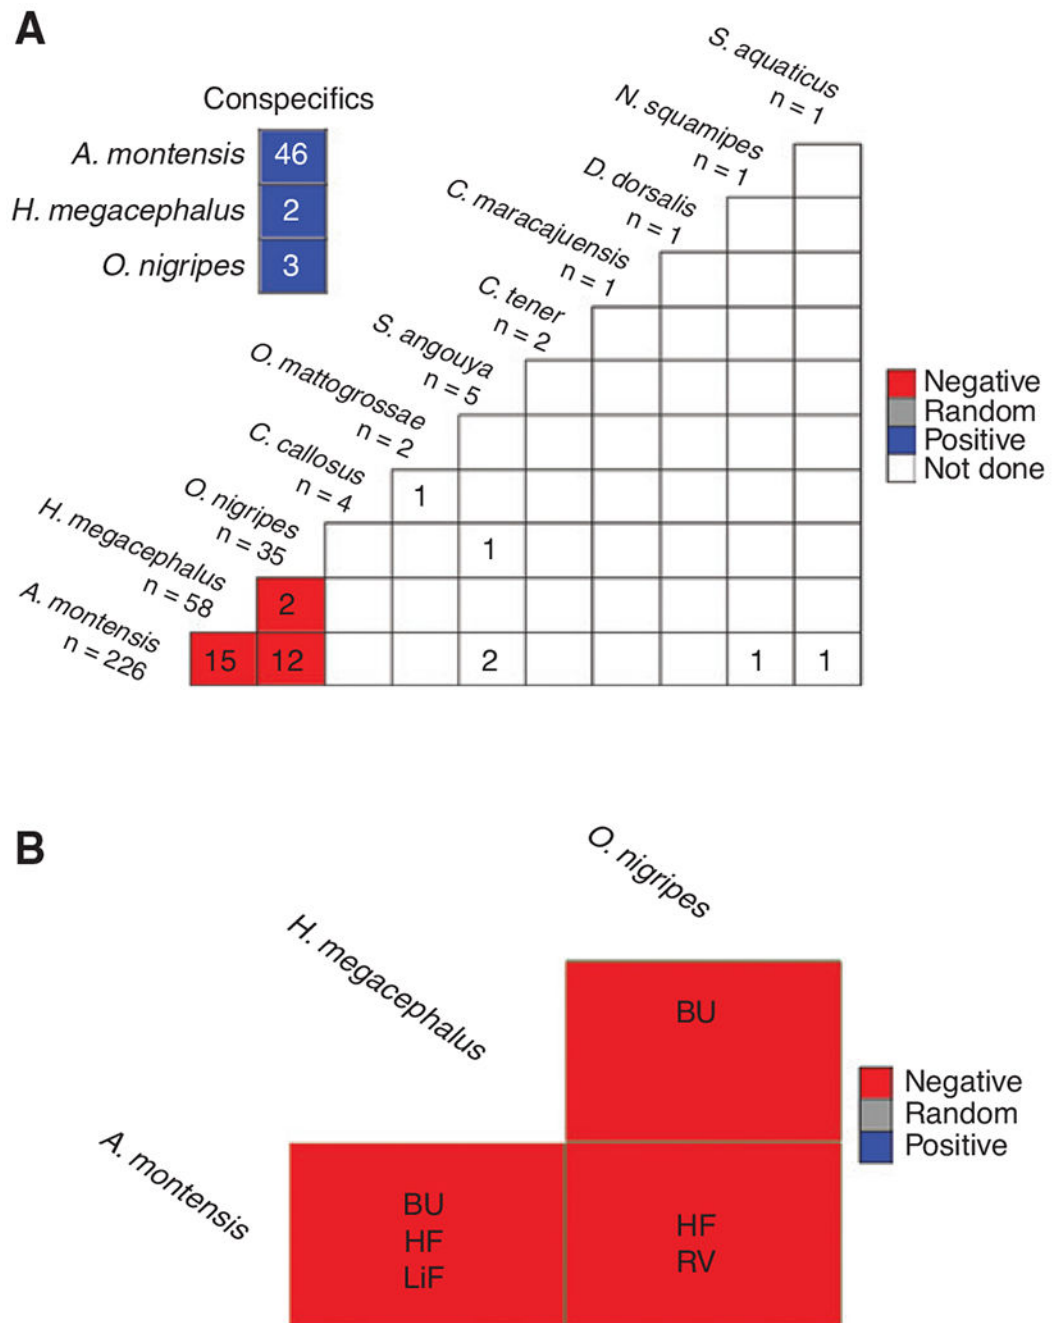 A
Conspecifics
A. montensis 46
H. megacephalus 2
O. nigripes 3
S. aquaticus
n = 1
N. squamipes
n = 1
D. dorsalis
n = 1
C. maracajuensis
n = 1
C. tener
n = 2
S. angouya
n = 5
O. mattogrossae
n = 2
C. callosus
n = 4
O. nigripes
n = 35
H. megacephalus
n = 58
A. montensis
n = 226
1
1
2
15 12 2 1 1
Negative
Random
Positive
Not done
B
O. nigripes
H. megacephalus
A. montensis
BU
BU
HF
LiF
HF
RV
Negative
Random
Positive